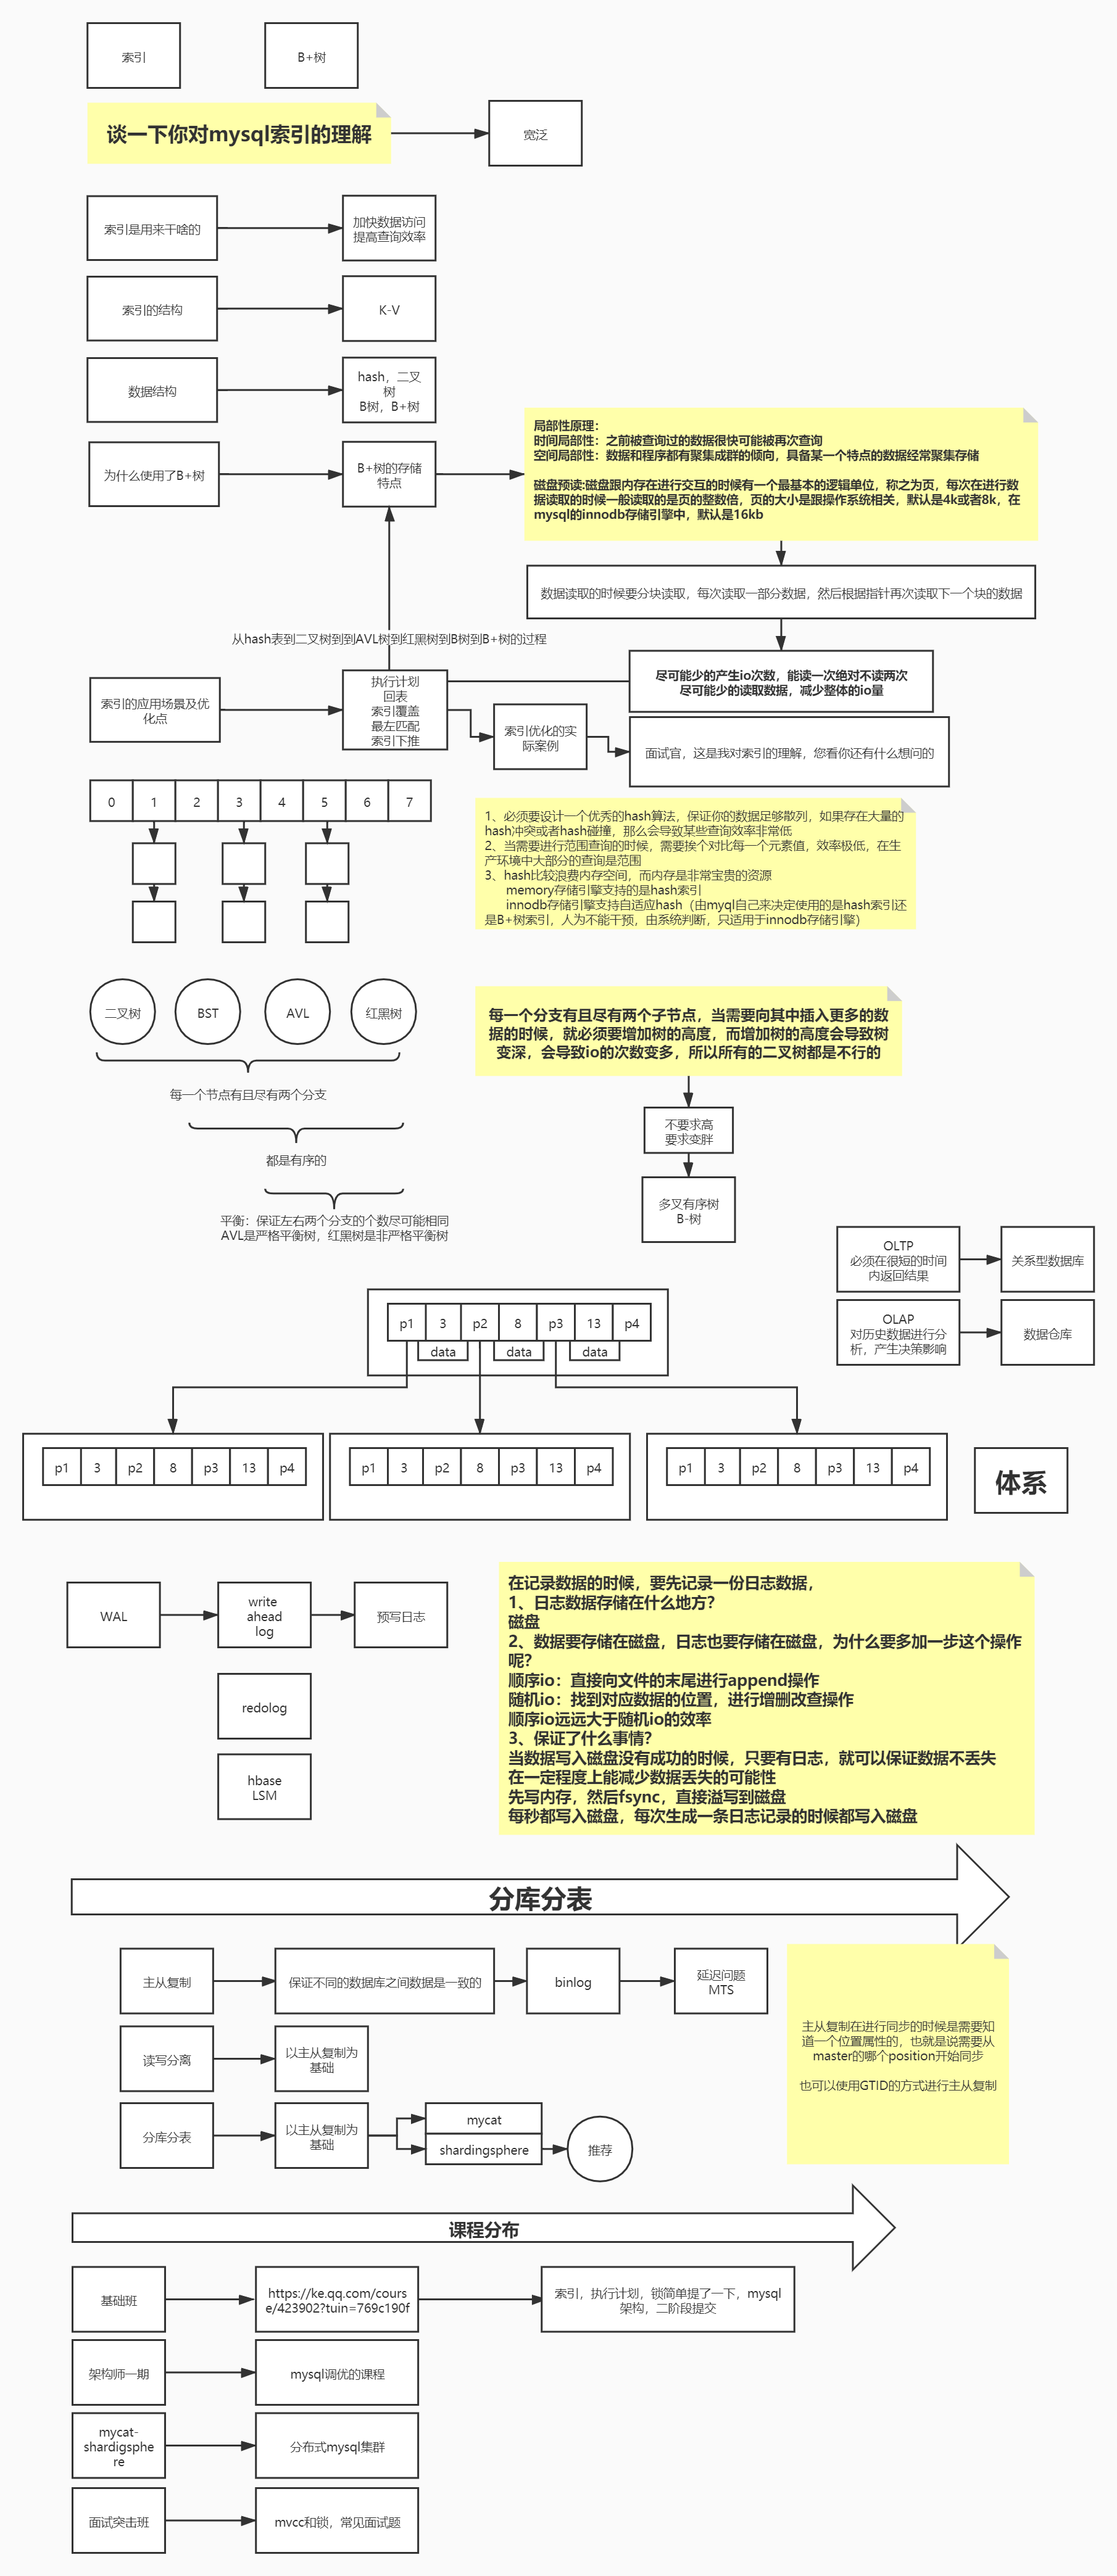 索引
B+树
谈一下你对mysql索引的理解
宽泛
索引是用来干啥的
加快数据访问
提高查询效率
索引的结构
K-V
数据结构
hash，二叉
树
B树，B+树
为什么使用了B+树
B+树的存储
特点
局部性原理：
时间局部性：之前被查询过的数据很快可能被再次查询
空间局部性：数据和程序都有聚集成群的倾向，具备某一个特点的数据经常聚集存储
磁盘预读:磁盘跟内存在进行交互的时候有一个最基本的逻辑单位，称之为页，每次在进行数
据读取的时候一般读取的是页的整数倍，页的大小是跟操作系统相关，默认是4k或者8k，在
mysql的innodb存储引擎中，默认是16kb
数据读取的时候要分块读取，每次读取一部分数据，然后根据指针再次读取下一个块的数据
从hash表到二叉树到到AVL树到红黑树到B树到B+树的过程
尽可能少的产生io次数，能读一次绝对不读两次
尽可能少的读取数据，减少整体的io量
索引的应用场景及优
化点
执行计划
回表
索引覆盖
最左匹配
索引下推
索引优化的实
际案例
面试官，这是我对索引的理解，您看你还有什么想问的
0 1 2 3 4 5 6 7
1、必须要设计一个优秀的hash算法，保证你的数据足够散列，如果存在大量的
hash冲突或者hash碰撞，那么会导致某些查询效率非常低
2、当需要进行范围查询的时候，需要挨个对比每一个元素值，效率极低，在生
产环境中大部分的查询是范围
3、hash比较浪费内存空间，而内存是非常宝贵的资源
memory存储引擎支持的是hash索引
innodb存储引擎支持自适应hash（由myql自己来决定使用的是hash索引还
是B+树索引，人为不能干预，由系统判断，只适用于innodb存储引擎）
二叉树
BST
AVL
红黑树
每一个节点有且尽有两个分支
都是有序的
平衡：保证左右两个分支的个数尽可能相同
AVL是严格平衡树，红黑树是非严格平衡树
每一个分支有且尽有两个子节点，当需要向其中插入更多的数
据的时候，就必须要增加树的高度，而增加树的高度会导致树
变深，会导致io的次数变多，所以所有的二叉树都是不行的
不要求高
要求变胖
多叉有序树
B-树
OLTP
必须在很短的时间
内返回结果
关系型数据库
OLAP
对历史数据进行分
析，产生决策影响
数据仓库
p1 3 p2 8 p3 13 p4
data data data
p1 3 p2 8 p3 13 p4
p1 3 p2 8 p3 13 p4
p1 3 p2 8 p3 13 p4
体系
WAL
write
ahead
log
预写日志
redolog
hbase
LSM
在记录数据的时候，要先记录一份日志数据，
1、日志数据存储在什么地方？
磁盘
2、数据要存储在磁盘，日志也要存储在磁盘，为什么要多加一步这个操作
呢？
顺序io：直接向文件的末尾进行append操作
随机io：找到对应数据的位置，进行增删改查操作
顺序io远远大于随机io的效率
3、保证了什么事情？
当数据写入磁盘没有成功的时候，只要有日志，就可以保证数据不丢失
在一定程度上能减少数据丢失的可能性
先写内存，然后fsync，直接溢写到磁盘
每秒都写入磁盘，每次生成一条日志记录的时候都写入磁盘
分库分表
主从复制
保证不同的数据库之间数据是一致的
binlog
延迟问题
MTS
主从复制在进行同步的时候是需要知
道一个位置属性的，也就是说需要从
master的哪个position开始同步
也可以使用GTID的方式进行主从复制
读写分离
以主从复制为
基础
分库分表
以主从复制为
基础
mycat
shardingsphere
推荐
课程分布
基础班
https://ke.qq.com/cours
e/423902?tuin=769c190f
索引，执行计划，锁简单提了一下，mysql
架构，二阶段提交
架构师一期
mysql调优的课程
mycat-
shardigsphe
re
分布式mysql集群
面试突击班
mvcc和锁，常见面试题